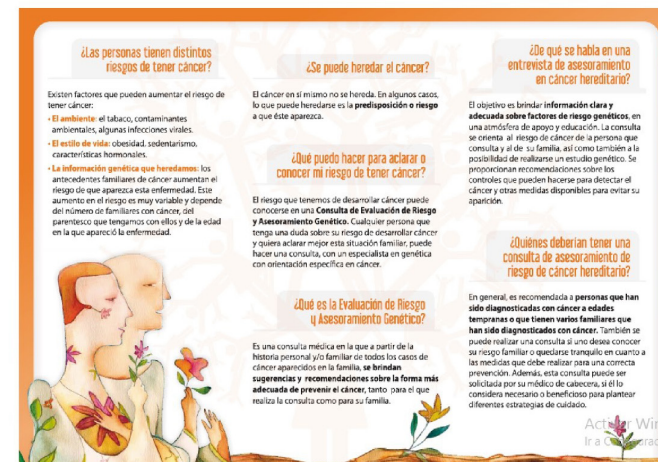 ¿Las personas tienen distintos
riesgos de tener cáncer?
Existen factores que pueden aumentar el riesgo de
tener cáncer:
• El ambiente: el tabaco, contaminantes
ambientales, algunas infecciones virales.
• El estilo de vida: obesidad, sedentarismo,
características hormonales.
• La información genética que heredamos: los
antecedentes familiares de cáncer aumentan el
riesgo de que aparezca esta enfermedad. Este
aumento en el riesgo es muy variable y depende
del número de familiares con cáncer, del
parentesco que tengamos con ellos y de la edad
en la que apareció la enfermedad.
¿Se puede heredar el cáncer?
El cáncer en sí mismo no se hereda. En algunos casos,
lo que puede heredarse es la predisposición o riesgo
a que éste aparezca.
¿Qué puedo hacer para aclarar o
conocer mi riesgo de tener cáncer?
El riesgo que tenemos de desarrollar cáncer puede
conocerse en una Consulta de Evaluación de Riesgo
y Asesoramiento Genético. Cualquier persona que
tenga una duda sobre su riesgo de desarrollar cáncer
y quiera aclarar mejor esta situación familiar, puede
hacer una consulta, con un especialista en genética
con orientación específica en cáncer.
¿Qué es la Evaluación de Riesgo
y Asesoramiento Genético?
Es una consulta médica en la que a partir de la
historia personal y/o familiar de todos los casos de
cáncer aparecidos en la familia, se brindan
sugerencias y recomendaciones sobre la forma más
adecuada de prevenir el cáncer, tanto para el que
realiza la consulta como para su familia.
¿De qué se habla en una
entrevista de asesoramiento
en cáncer hereditario?
El objetivo es brindar información clara y
adecuada sobre factores de riesgo genéticos, en
una atmósfera de apoyo y educación. La consulta
se orienta al riesgo de cáncer de la persona que
consulta y al de su familia, así como también a la
posibilidad de realizarse un estudio genético. Se
proporcionan recomendaciones sobre los
controles que pueden hacerse para detectar el
cáncer y otras medidas disponibles para evitar su
aparición.
¿Quiénes deberían tener una
consulta de asesoramiento de
riesgo de cáncer hereditario?
En general, es recomendada a personas que han
sido diagnosticadas con cáncer a edades
tempranas o que tienen varios familiares que
han sido diagnosticados con cáncer. También se
puede realizar una consulta si uno desea conocer
su riesgo familiar o quedarse tranquilo en cuanto a
las medidas que debe realizar para una correcta
prevención. Además, esta consulta puede ser
solicitada por su médico de cabecera, si él lo
considera necesario o beneficioso para plantear
diferentes estrategias de cuidado.
Ir a